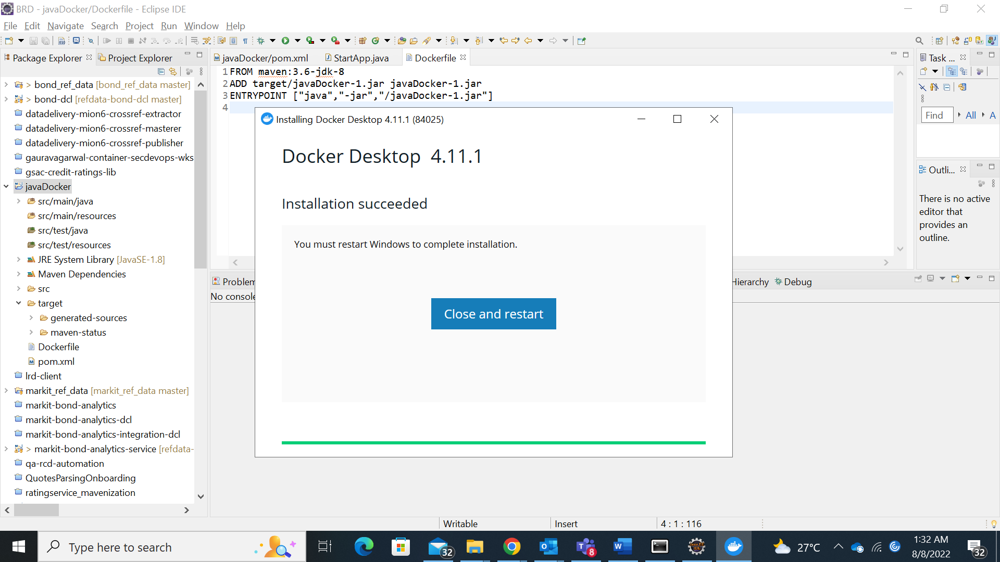 BRD - javaDocker/Dockerfile - Eclipse IDE
File Edit Navigate Search Project Run Window Help
Package Explorer
Project Explorer
javaDocker/pom.xml
StartApp.java
Dockerfile
Task ...
1 FROM maven:3.6-jdk-8
2 ADD target/javaDocker-1.jar javaDocker-1.jar
3 ENTRYPOINT ["java","-jar","/javaDocker-1.jar"]
4
> bond_ref_data [bond_ref_data master]
> bond-dcl [refdata-bond-dcl master]
datadelivery-mion6-crossref-extractor
datadelivery-mion6-crossref-masterer
datadelivery-mion6-crossref-publisher
gauravagarwal-container-secdevops-wks
gsac-credit-ratings-lib
javaDocker
src/main/java
src/main/resources
src/test/java
src/test/resources
JRE System Library [JavaSE-1.8]
Maven Dependencies
src
target
generated-sources
maven-status
Dockerfile
pom.xml
lrd-client
markit_ref_data [markit_ref_data master]
markit-bond-analytics
markit-bond-analytics-dcl
markit-bond-analytics-integration-dcl
> markit-bond-analytics-service [refdata-
qa-rcd-automation
QuotesParsingOnboarding
ratingservice_mavenization
Installing Docker Desktop 4.11.1 (84025)
Docker Desktop 4.11.1
Installation succeeded
You must restart Windows to complete installation.
Close and restart
Find
All
A
Outli...
There is no active
editor that
provides an
outline.
Problem
Hierarchy
Debug
No console
Writable
Insert
4 : 1 : 116
Type here to search
32
8
27°C
1:32 AM
8/8/2022
32